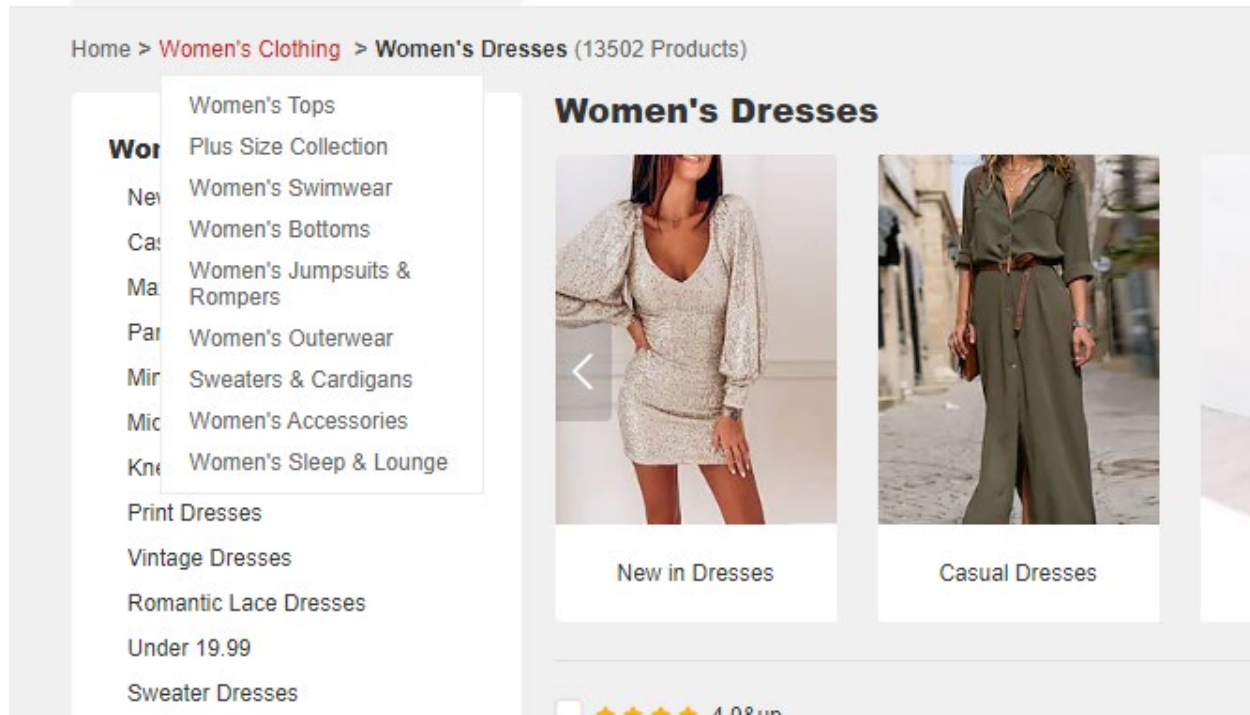 Home > Women's Clothing > Women's Dresses (13502 Products)
Women's Tops
Plus Size Collection
Women's Swimwear
Women's Bottoms
Women's Jumpsuits &
Rompers
Women's Outerwear
Sweaters & Cardigans
Women's Accessories
Women's Sleep & Lounge
Print Dresses
Vintage Dresses
Romantic Lace Dresses
Under 19.99
Sweater Dresses
Women's Dresses
New in Dresses
Casual Dresses
4.0&up